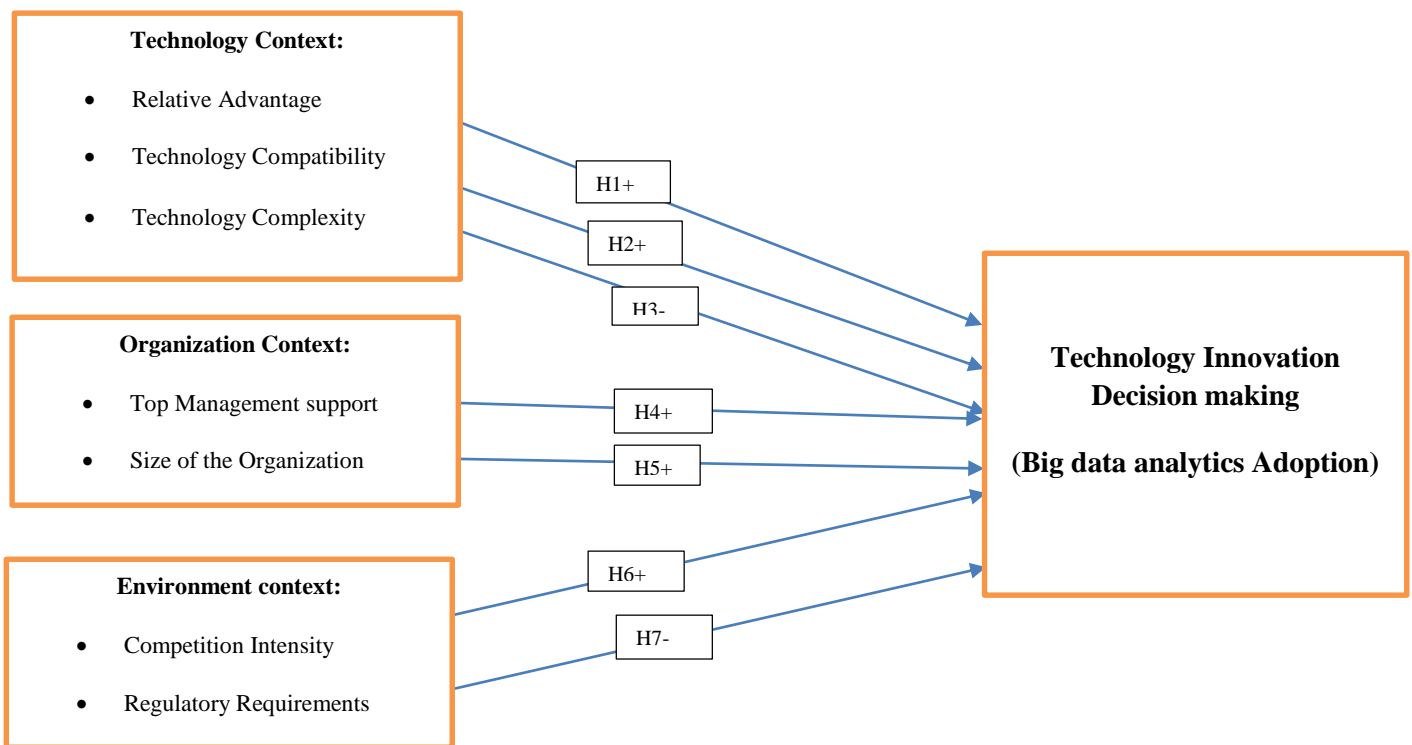 Technology Context:
• Relative Advantage
• Technology Compatibility
• Technology Complexity
H1+
H2+
H3-
Organization Context:
• Top Management support
• Size of the Organization
H4+
H5+
Environment context:
• Competition Intensity
• Regulatory Requirements
H6+
H7-
Technology Innovation
Decision making
(Big data analytics Adoption)